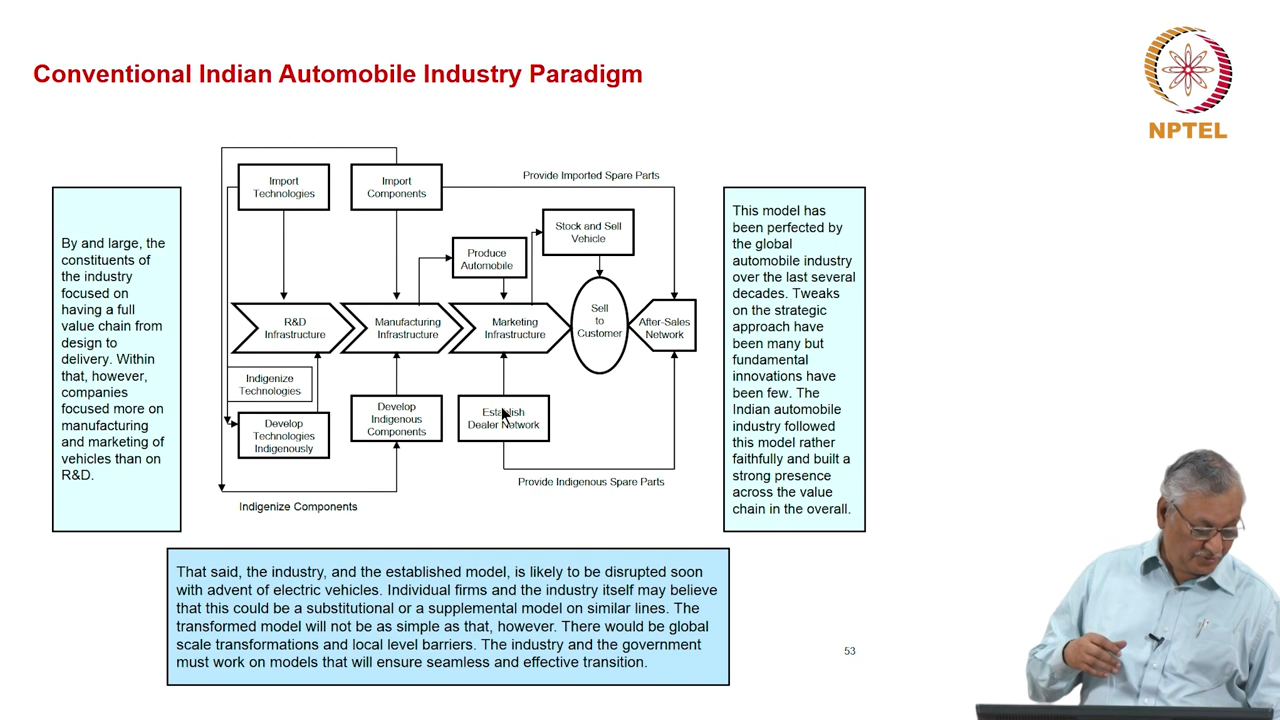 Conventional Indian Automobile Industry Paradigm
NPTEL
By and large, the
constituents of
the industry
focused on
having a full
value chain from
design to
delivery. Within
that, however,
companies
focused more on
manufacturing
and marketing of
vehicles than on
R&D.
Import
Technologies
Import
Components
Provide Imported Spare Parts
Stock and Sell
Vehicle
Produce
Automobile
R&D
Infrastructure
Manufacturing
Infrastructure
Marketing
Infrastructure
Sell
to
Customer
After-Sales
Network
Indigenize
Technologies
Develop
Technologies
Indigenously
Develop
Indigenous
Components
Establish
Dealer Network
Provide Indigenous Spare Parts
Indigenize Components
This model has
been perfected by
the global
automobile industry
over the last several
decades. Tweaks
on the strategic
approach have
been many but
fundamental
innovations have
been few. The
Indian automobile
industry followed
this model rather
faithfully and built a
strong presence
across the value
chain in the overall.
That said, the industry, and the established model, is likely to be disrupted soon
with advent of electric vehicles. Individual firms and the industry itself may believe
that this could be a substitutional or a supplemental model on similar lines. The
transformed model will not be as simple as that, however. There would be global
scale transformations and local level barriers. The industry and the government
must work on models that will ensure seamless and effective transition.
53